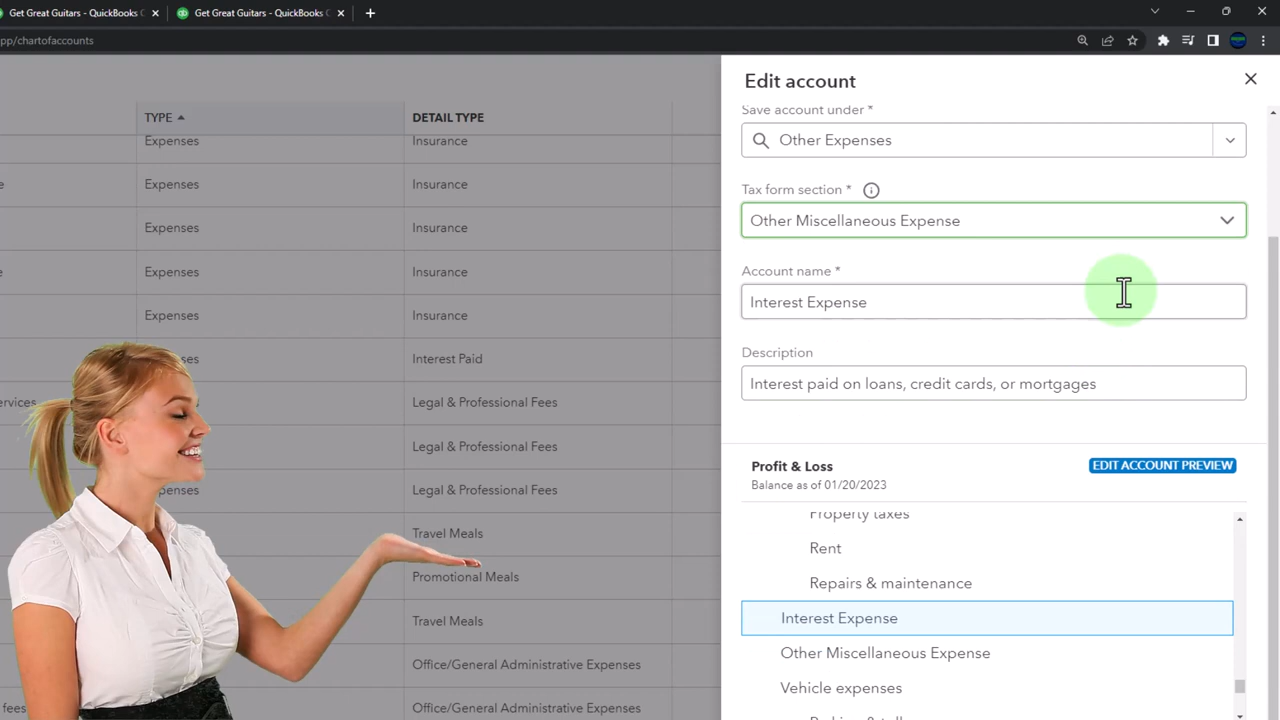 Get Great Guitars - QuickBooks
Get Great Guitars - QuickBooks
app/chartofaccounts
Edit account
Save account under *
Other Expenses
Tax form section *
Other Miscellaneous Expense
Account name *
Interest Expense
Description
Interest paid on loans, credit cards, or mortgages
Profit & Loss
EDIT ACCOUNT PREVIEW
Balance as of 01/20/2023
Property taxes
Rent
Repairs & maintenance
Interest Expense
Other Miscellaneous Expense
Vehicle expenses
TYPE DETAIL TYPE
Expenses Insurance
Expenses Insurance
Expenses Insurance
Expenses Insurance
Expenses Insurance
Interest Paid
Legal & Professional Fees
Legal & Professional Fees
Legal & Professional Fees
Travel Meals
Promotional Meals
Travel Meals
Office/General Administrative Expenses
fees Office/General Administrative Expenses